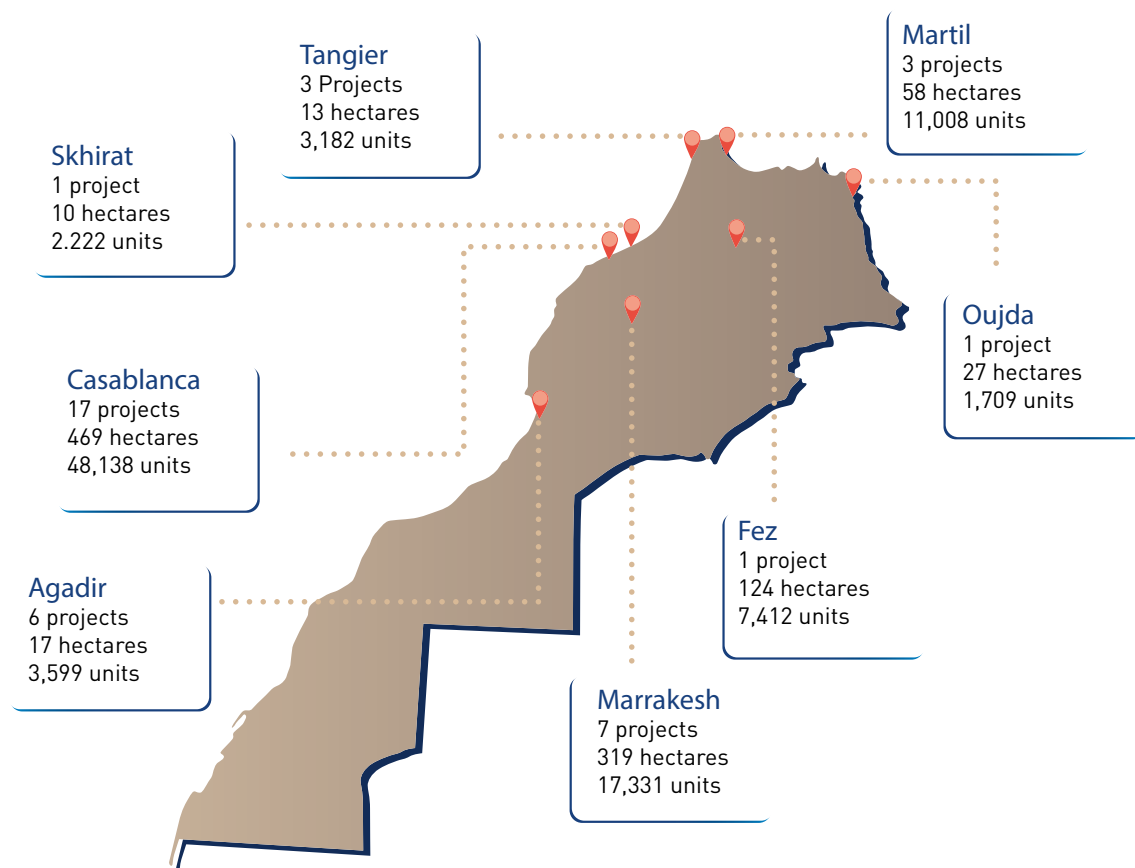 Tangier
3 Projects
13 hectares
3,182 units
Martil
3 projects
58 hectares
11,008 units
Skhirat
1 project
10 hectares
2.222 units
Oujda
1 project
27 hectares
1,709 units
Casablanca
17 projects
469 hectares
48,138 units
Fez
1 project
124 hectares
7,412 units
Agadir
6 projects
17 hectares
3,599 units
Marrakesh
7 projects
319 hectares
17,331 units